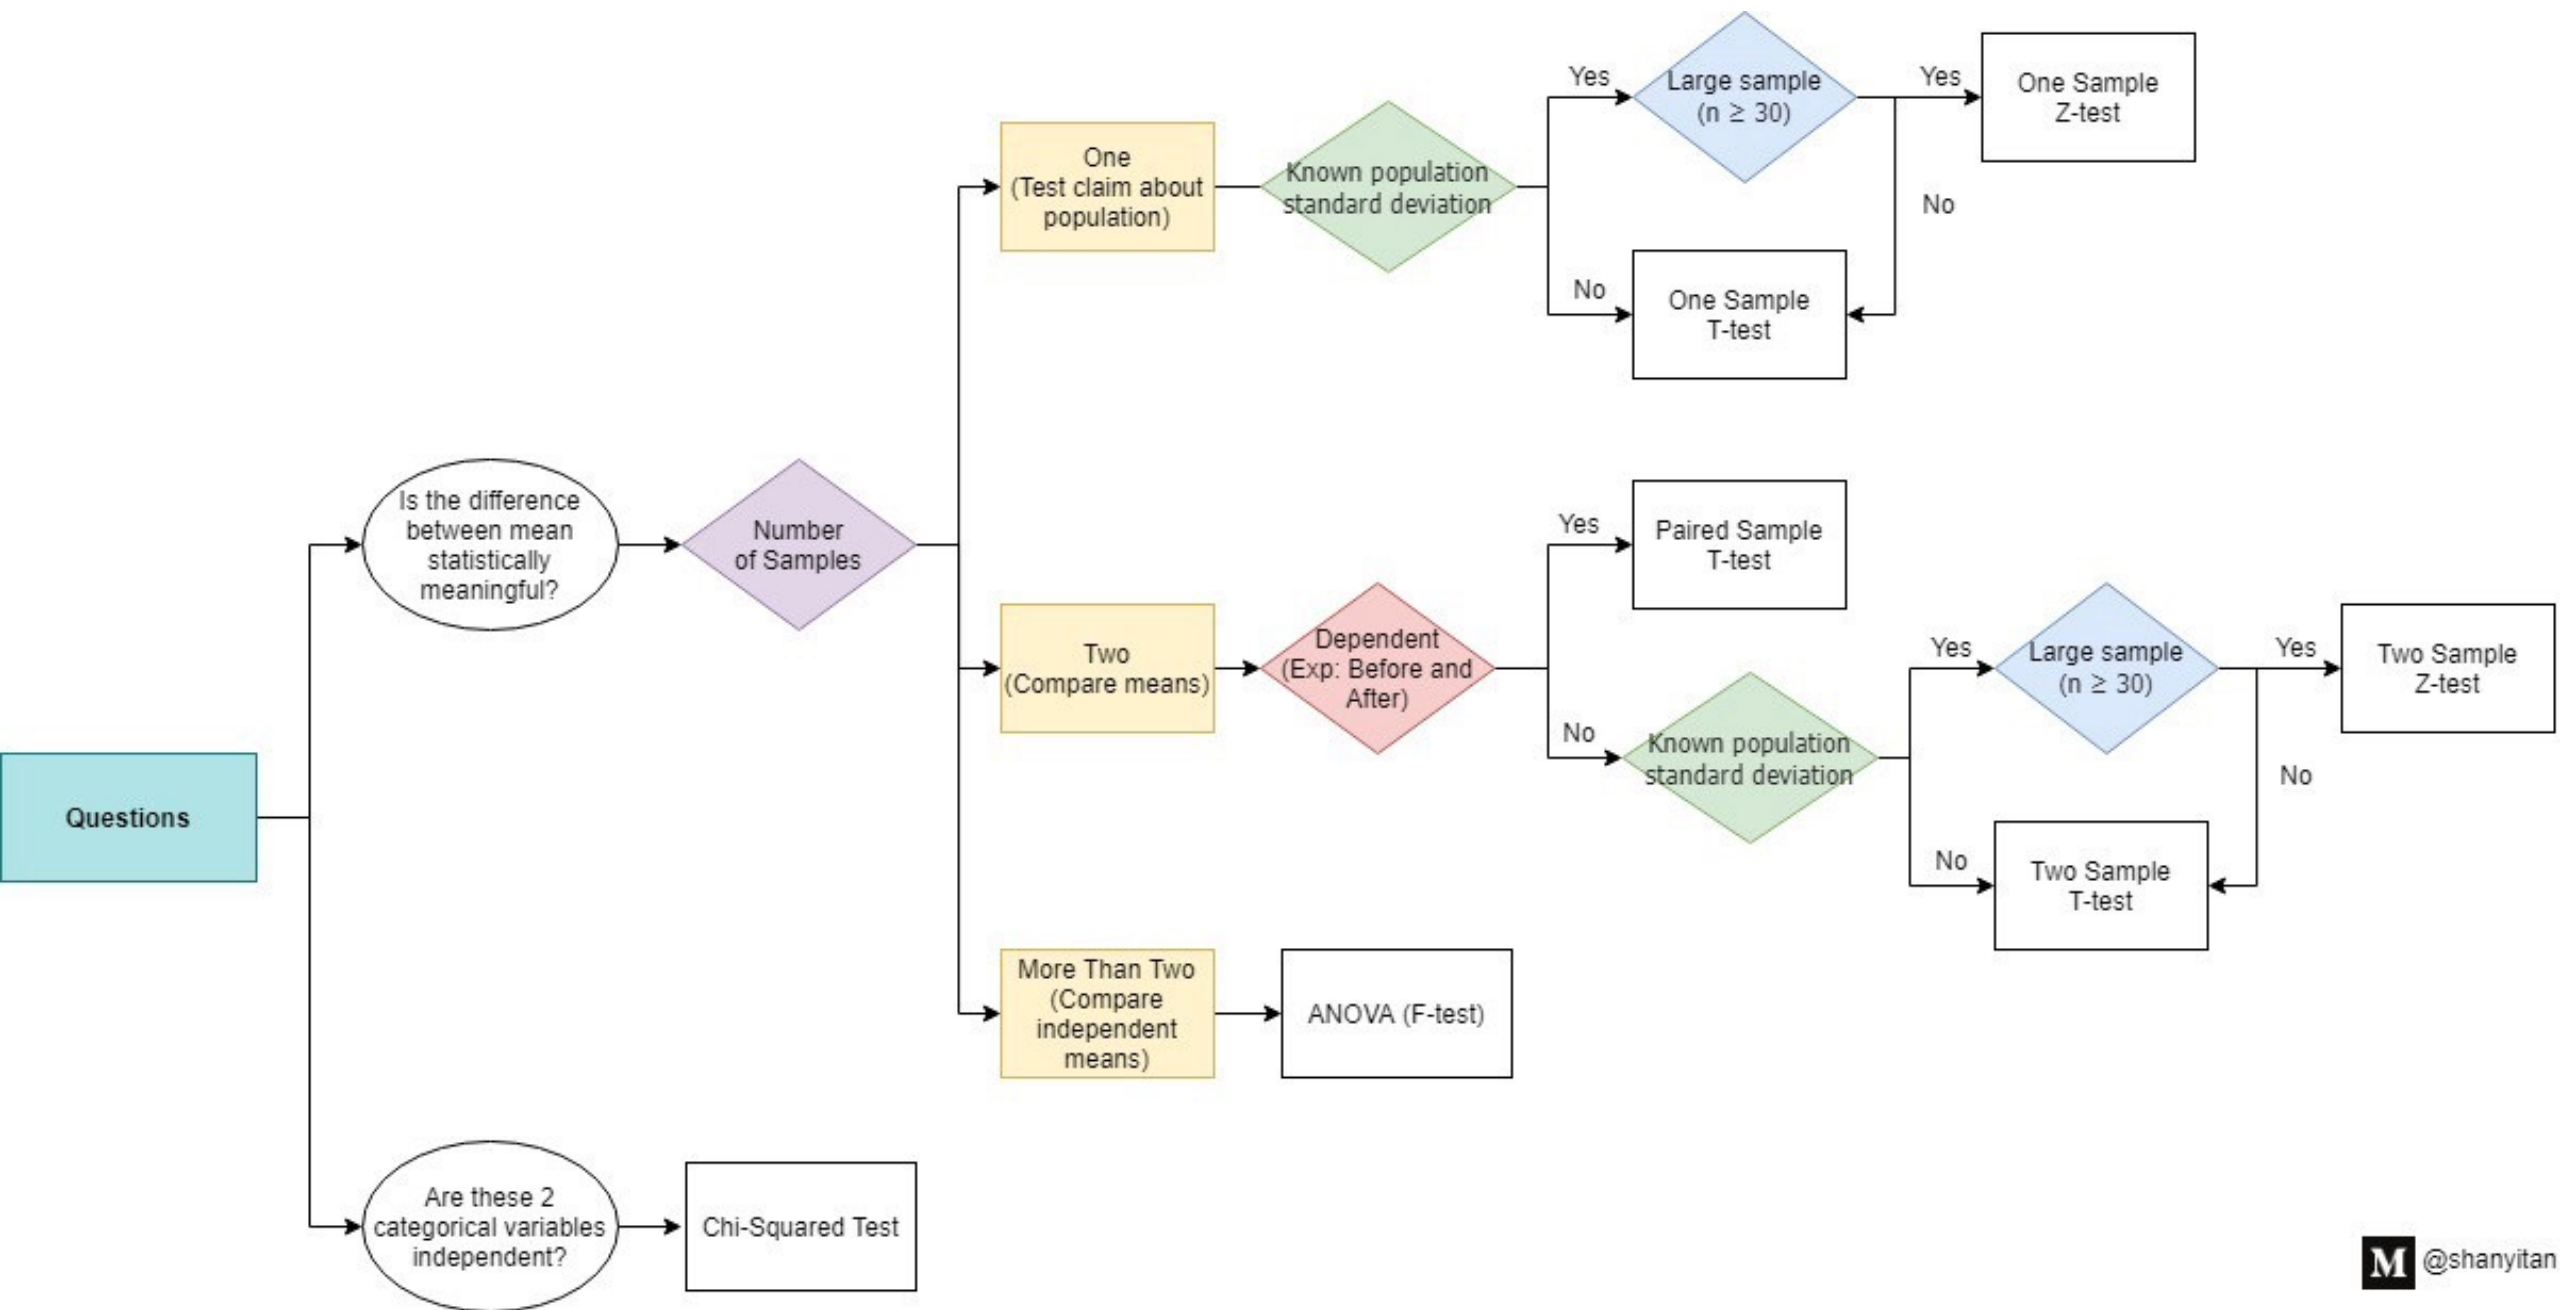 Questions
Is the difference
between mean
statistically
meaningful?
Number
of Samples
One
(Test claim about
population)
Known population
standard deviation
Yes
Large sample
(n ≥ 30)
Yes
One Sample
Z-test
No
No
One Sample
T-test
Two
(Compare means)
Dependent
(Exp: Before and
After)
Yes
Paired Sample
T-test
No
Known population
standard deviation
Yes
Large sample
(n ≥ 30)
Yes
Two Sample
Z-test
No
No
Two Sample
T-test
More Than Two
(Compare
independent
means)
ANOVA (F-test)
Are these 2
categorical variables
independent?
Chi-Squared Test
M @shanyitan